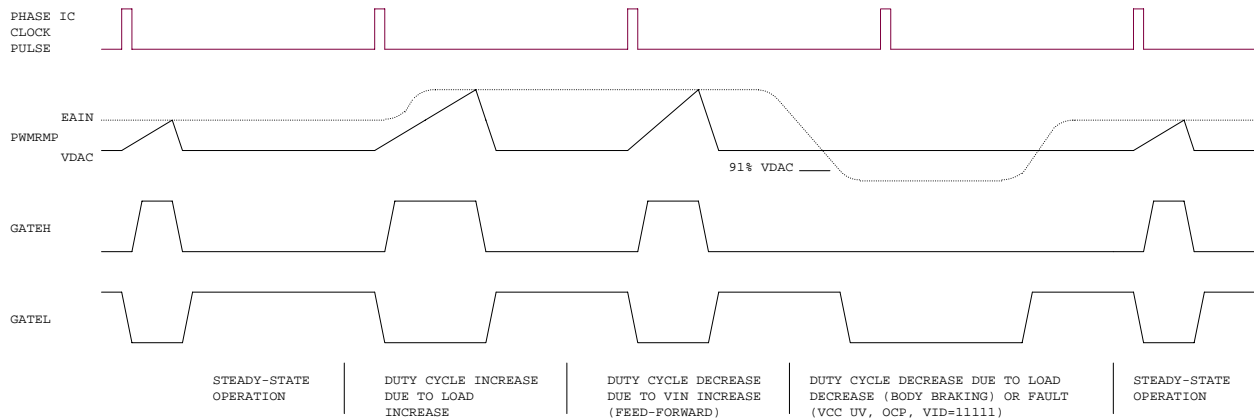 PHASE IC
CLOCK
PULSE
EAIN
PWMRMP
VDAC
91% VDAC
GATEH
GATEL
STEADY-STATE
OPERATION
DUTY CYCLE INCREASE
DUE TO LOAD
INCREASE
DUTY CYCLE DECREASE
DUE TO VIN INCREASE
(FEED-FORWARD)
DUTY CYCLE DECREASE DUE TO LOAD
DECREASE (BODY BRAKING) OR FAULT
(VCC UV, OCP, VID=11111)
STEADY-STATE
OPERATION